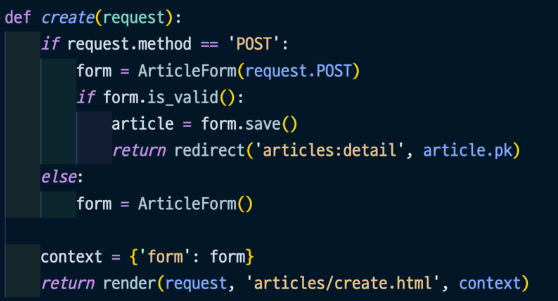 def create(request):
    if request.method == 'POST':
        form = ArticleForm(request.POST)
        if form.is_valid():
            article = form.save()
            return redirect('articles:detail', article.pk)
    else:
        form = ArticleForm()

    context = {'form': form}
    return render(request, 'articles/create.html', context)